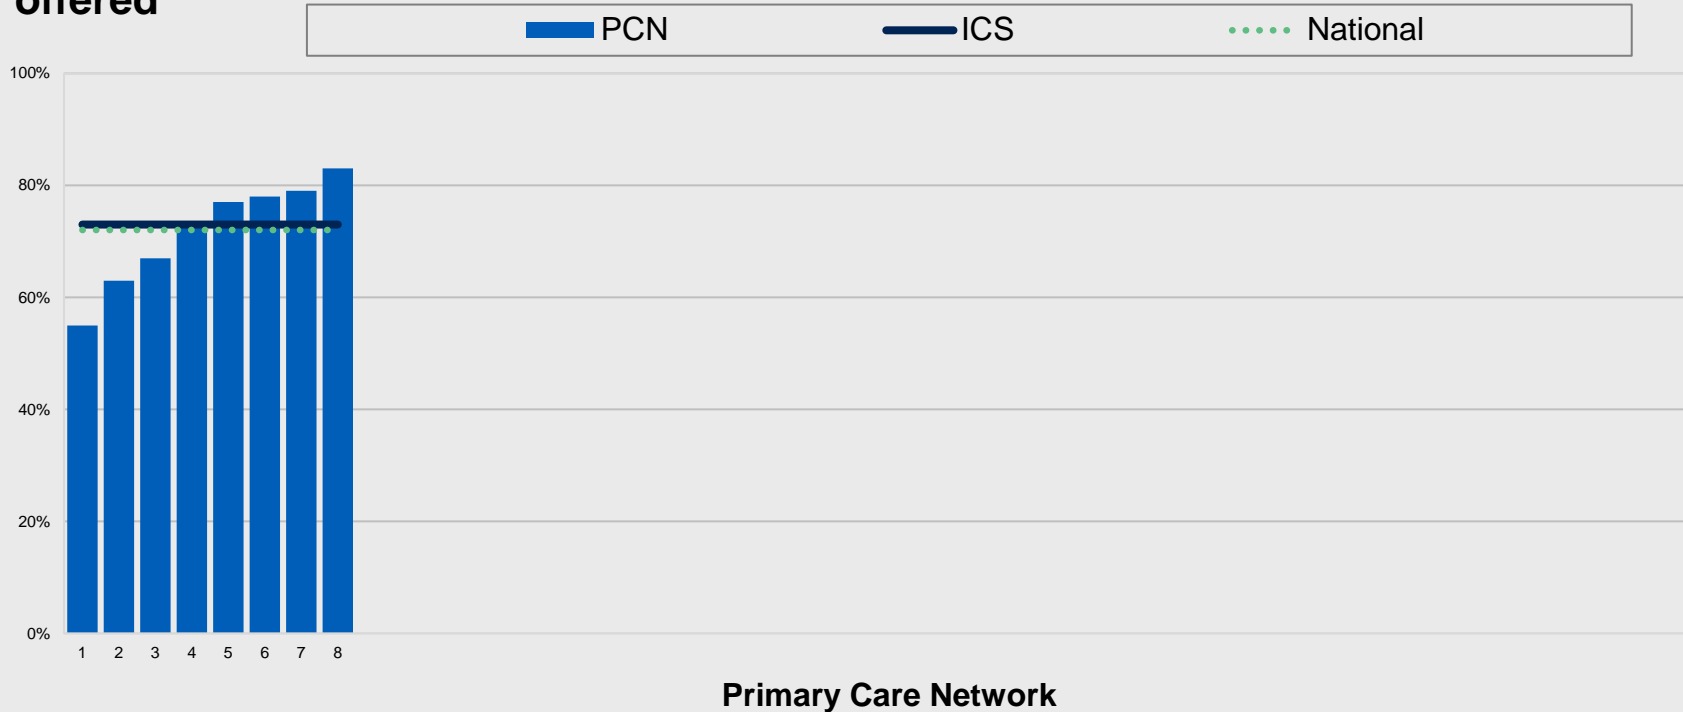 offered
PCN ICS National
100%
80%
60%
40%
20%
0%
1 2 3 4 5 6 7 8
Primary Care Network